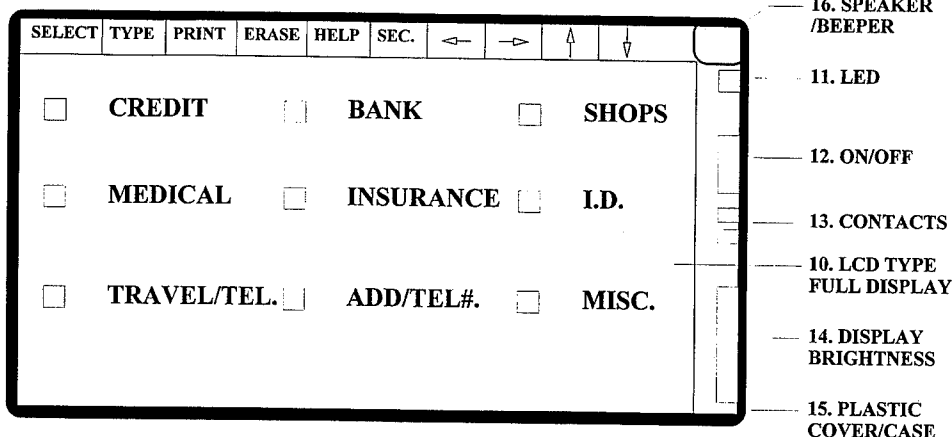 SELECT TYPE PRINT ERASE HELP SEC.
CREDIT BANK SHOPS
MEDICAL INSURANCE I.D.
TRAVEL/TEL. ADD/TEL#. MISC.
16. SPEAKER
/BEEPER
11. LED
12. ON/OFF
13. CONTACTS
10. LCD TYPE
FULL DISPLAY
14. DISPLAY
BRIGHTNESS
15. PLASTIC
COVER/CASE